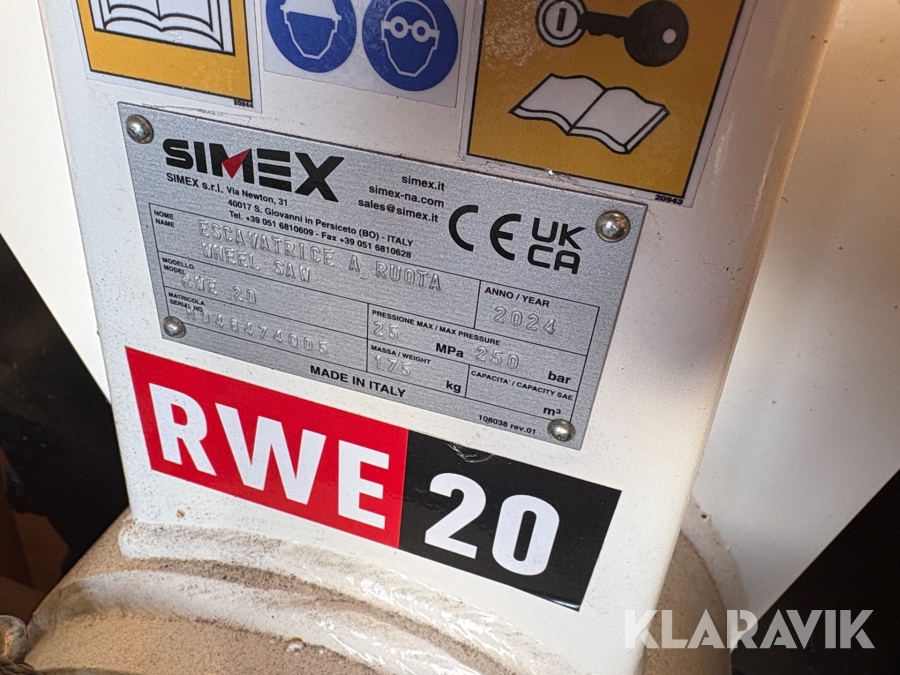 20944
20943
SIMEX
SIMEX s.r.l. Via Newton, 31
40017 S. Giovanni in Persiceto (BO) - ITALY
Tel. +39 051 6810609 - Fax +39 051 6810628
simex.it
simex-na.com
sales@simex.it
CE UK CA
NOME
NAME
ESCAVATRICE A RUOTA
WHEEL SAW
MODELLO
MODEL
RWE 20
ANNO / YEAR
2024
MATRICOLA
SERIAL NO.
PRESSIONE MAX / MAX PRESSURE
25 MPa 250 bar
MASSA / WEIGHT
175 kg
CAPACITA' / CAPACITY SAE
m³
MADE IN ITALY
108038 rev.01
RWE 20
KLARAVIK